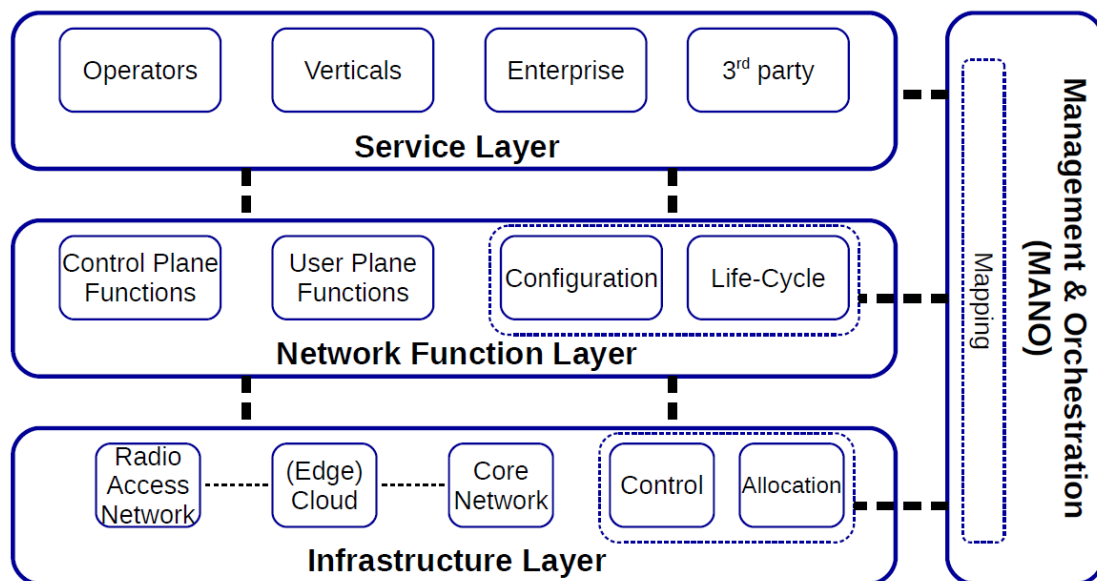 Operators
Verticals
Enterprise
3rd party
Service Layer
Control Plane
Functions
User Plane
Functions
Configuration
Life-Cycle
Network Function Layer
Radio
Access
Network
(Edge)
Cloud
Core
Network
Control
Allocation
Infrastructure Layer
Mapping
Management & Orchestration
(MANO)